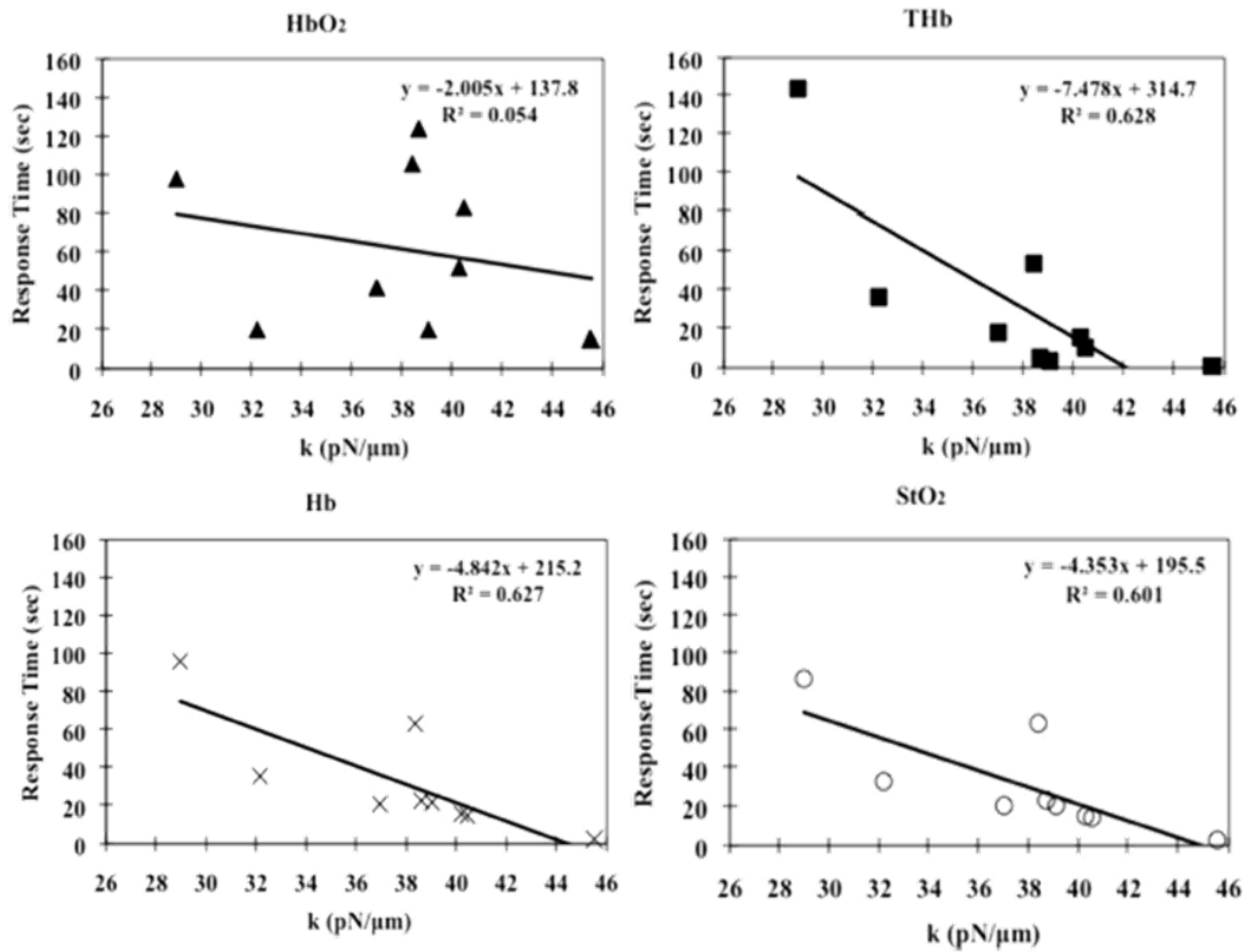 HbO2
y = -2.005x + 137.8
R² = 0.054
Response Time (sec)
160
140
120
100
80
60
40
20
0
26 28 30 32 34 36 38 40 42 44 46
k (pN/μm)
THb
y = -7.478x + 314.7
R² = 0.628
Response Time (sec)
160
140
120
100
80
60
40
20
0
26 28 30 32 34 36 38 40 42 44 46
k (pN/μm)
Hb
y = -4.842x + 215.2
R² = 0.627
Response Time (sec)
160
140
120
100
80
60
40
20
0
26 28 30 32 34 36 38 40 42 44 46
k (pN/μm)
StO2
y = -4.353x + 195.5
R² = 0.601
ResponseTime (sec)
160
140
120
100
80
60
40
20
0
26 28 30 32 34 36 38 40 42 44 46
k (pN/μm)